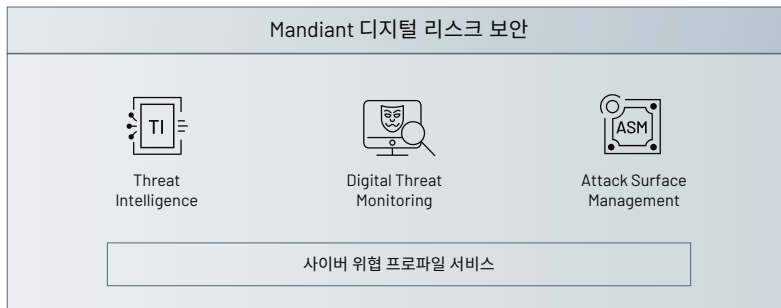 Mandiant 디지털 리스크 보안
TI
ASM
Threat
Intelligence
Digital Threat
Monitoring
Attack Surface
Management
사이버 위협 프로파일 서비스